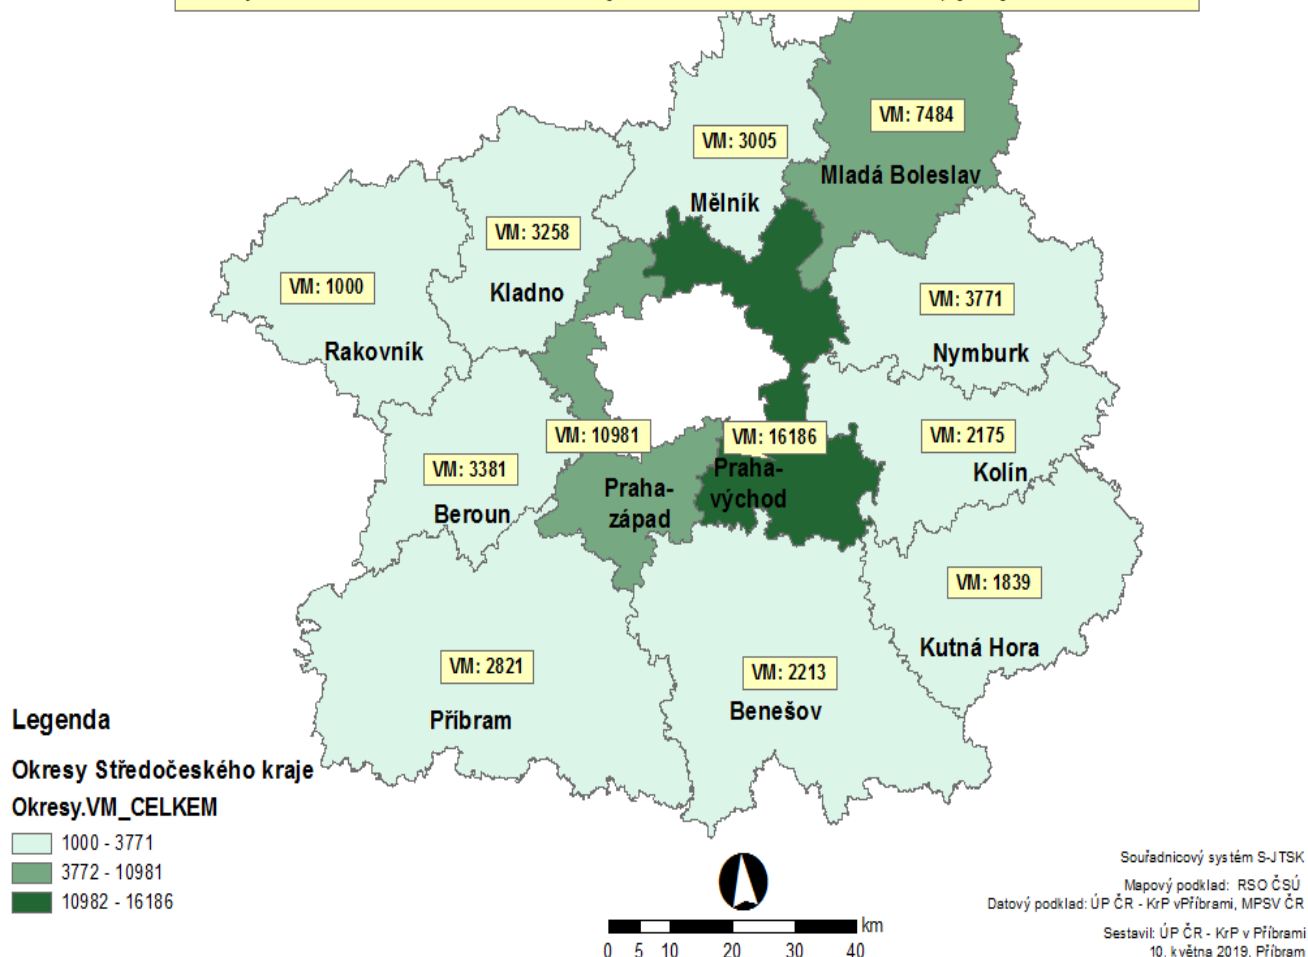 VM: 7484
VM: 3005
Mladá Boleslav
Mělník
VM: 3258
VM: 1000
Kladno
VM: 3771
Rakovník
Nymburk
VM: 10981
VM: 16186
VM: 2175
VM: 3381
Praha-
východ
Kolín
Praha-
západ
Beroun
VM: 1839
Kutná Hora
VM: 2821
VM: 2213
Benešov
Příbram
Legenda
Okresy Středočeského kraje
Okresy.VM_CELKEM
1000 - 3771
3772 - 10981
10982 - 16186
km
0 5 10 20 30 40
Souřadnicový systém S-JTSK
Mapový podklad: RSO ČSÚ
Datový podklad: ÚP ČR - KrP vPříbrami, MPSV ČR
Sestavil: ÚP ČR - KrP v Příbrami
10. května 2019, Příbram